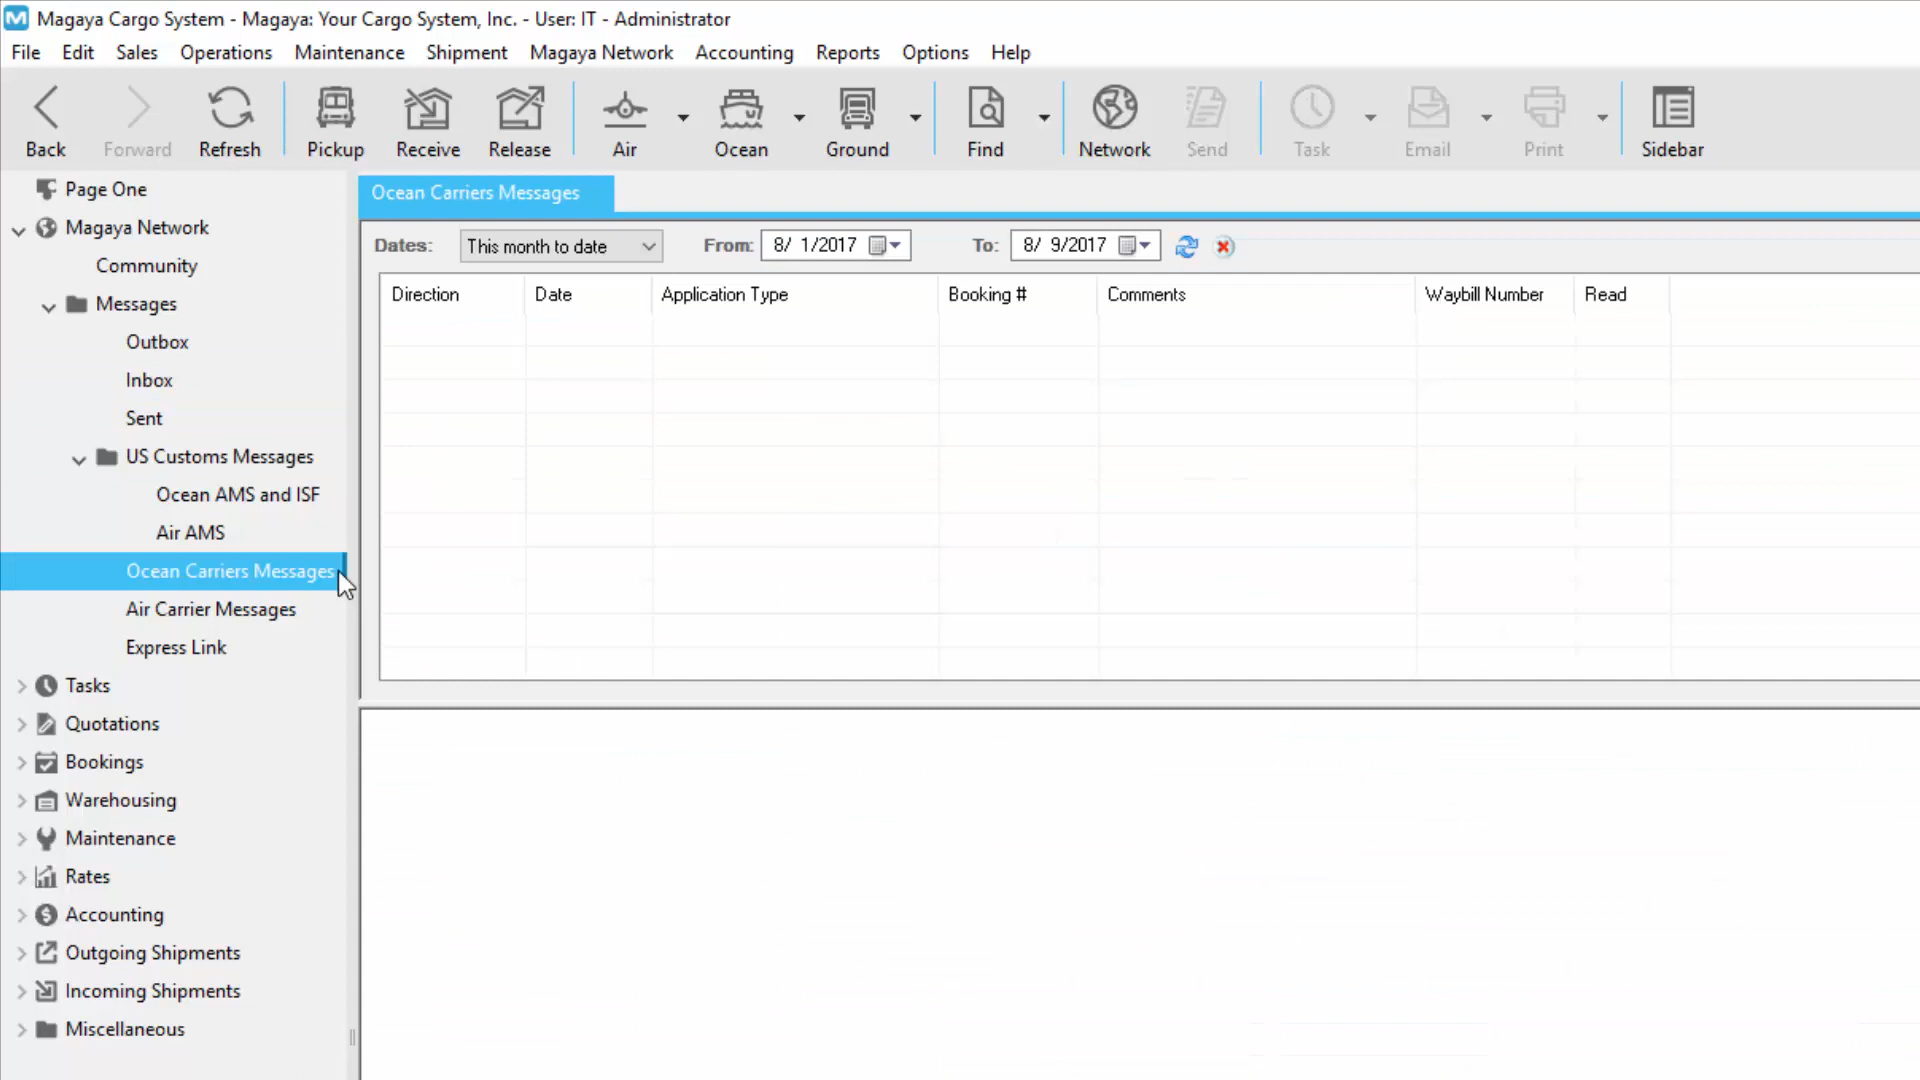 Magaya Cargo System - Magaya: Your Cargo System, Inc. - User: IT - Administrator
File Edit Sales Operations Maintenance Shipment Magaya Network Accounting Reports Options Help
Back Forward Refresh Pickup Receive Release Air Ocean Ground Find Network Send Task Email Print Sidebar
Page One
Magaya Network
Community
Messages
Outbox
Inbox
Sent
US Customs Messages
Ocean AMS and ISF
Air AMS
Ocean Carriers Messages
Air Carrier Messages
Express Link
Tasks
Quotations
Bookings
Warehousing
Maintenance
Rates
Accounting
Outgoing Shipments
Incoming Shipments
Miscellaneous
Ocean Carriers Messages
Dates: This month to date From: 8/ 1/2017 To: 8/ 9/2017
Direction Date Application Type Booking # Comments Waybill Number Read